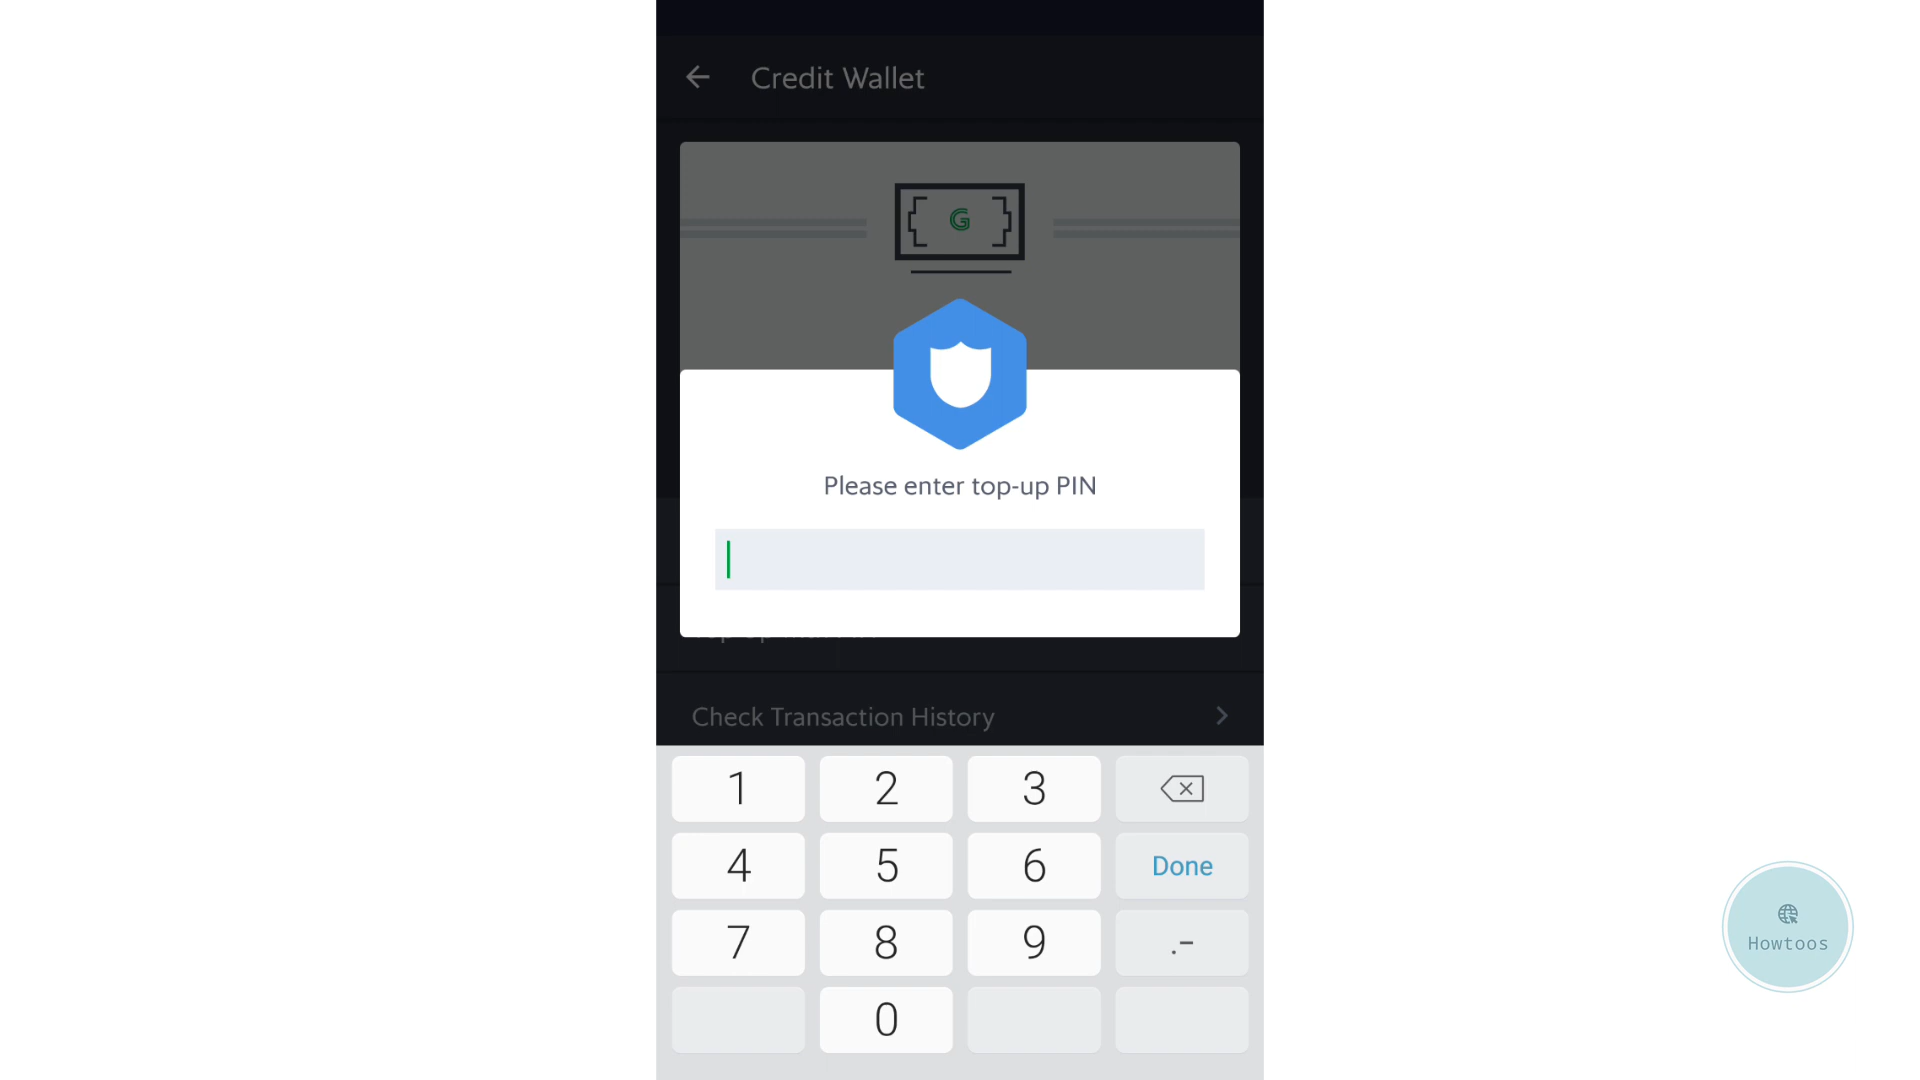 Credit Wallet
G
Please enter top-up PIN
Check Transaction History
1 2 3
4 5 6 Done
7 8 9 .-
0
Howtoos